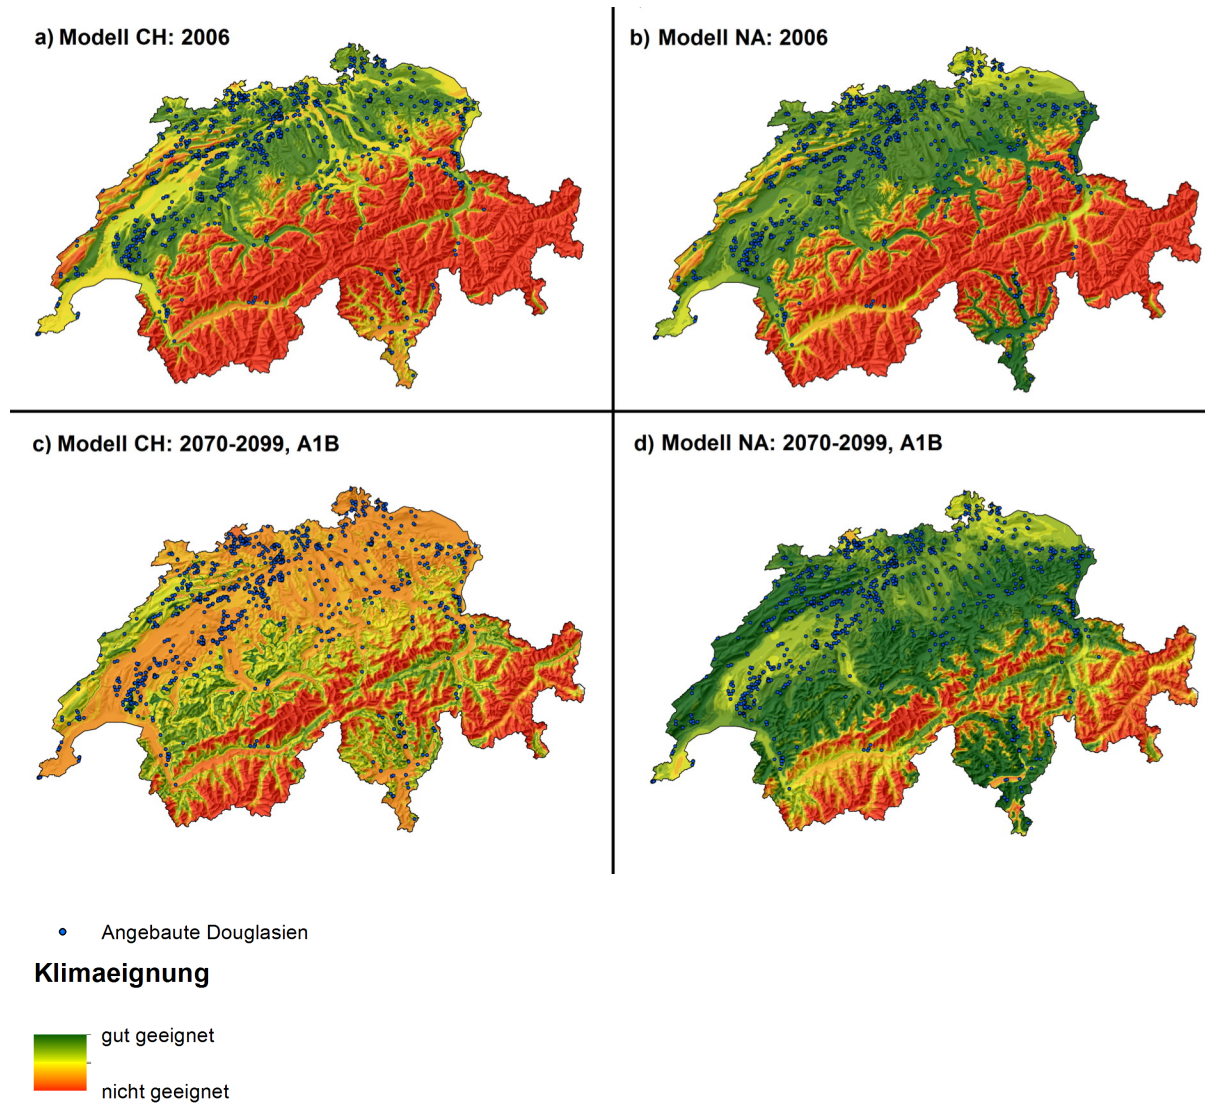 a) Modell CH: 2006
b) Modell NA: 2006
c) Modell CH: 2070-2099, A1B
d) Modell NA: 2070-2099, A1B
Angebaute Douglasien
Klimaeignung
gut geeignet
nicht geeignet